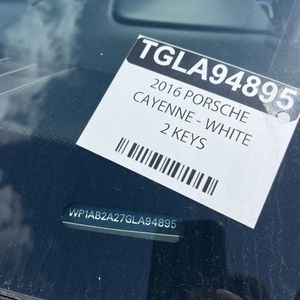 TGLA94895
2016 PORSCHE
CAYENNE - WHITE
2 KEYS
WP1AB2A27GLA94895